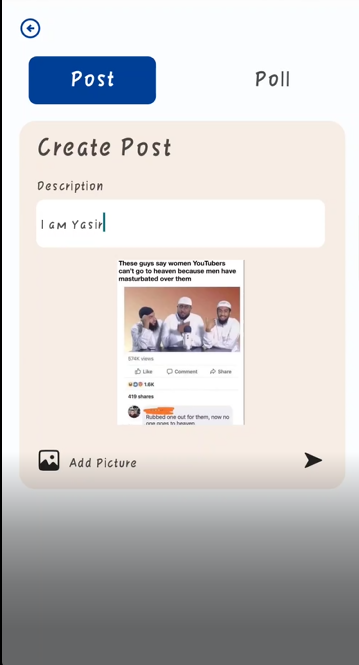 Post
Poll
Create Post
Description
I am Yasir
These guys say women YouTubers
can't go to heaven because men have
masturbated over them
574K views
Like
Comment
Share
1.6K
419 shares
Rubbed one out for them, now no
one goes to heaven
Add Picture